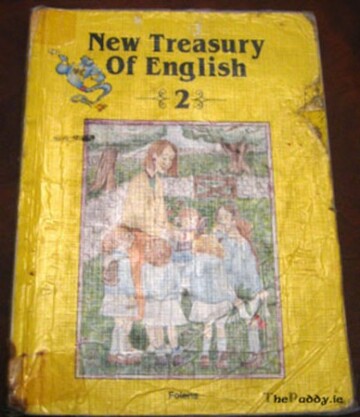 New Treasury
Of English
2
Folens
ThePaddy.ie